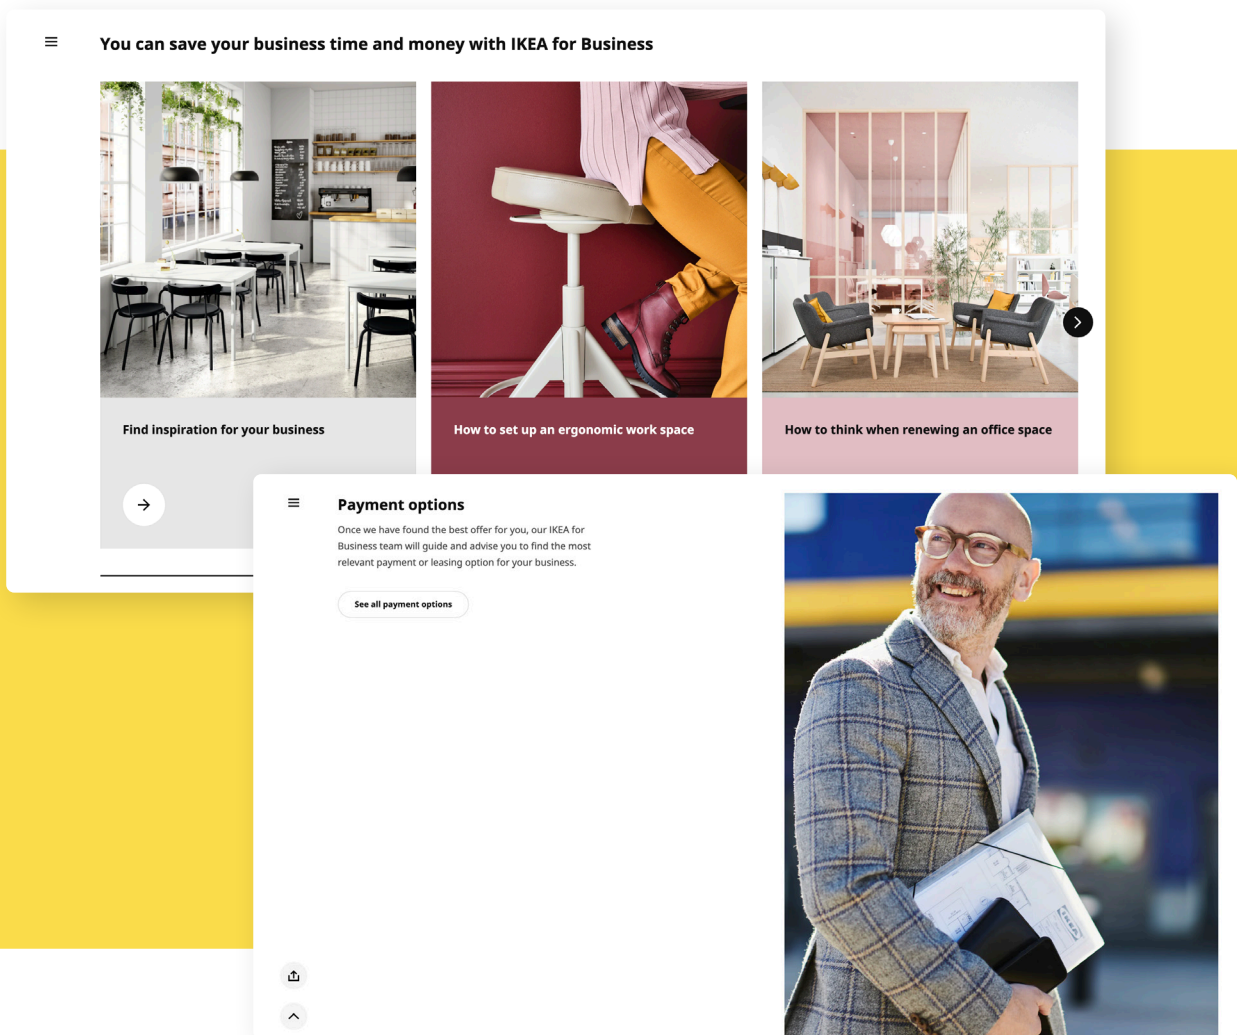 You can save your business time and money with IKEA for Business
Find inspiration for your business
How to set up an ergonomic work space
How to think when renewing an office space
Payment options
Once we have found the best offer for you, our IKEA for
Business team will guide and advise you to find the most
relevant payment or leasing option for your business.
See all payment options
IKEA